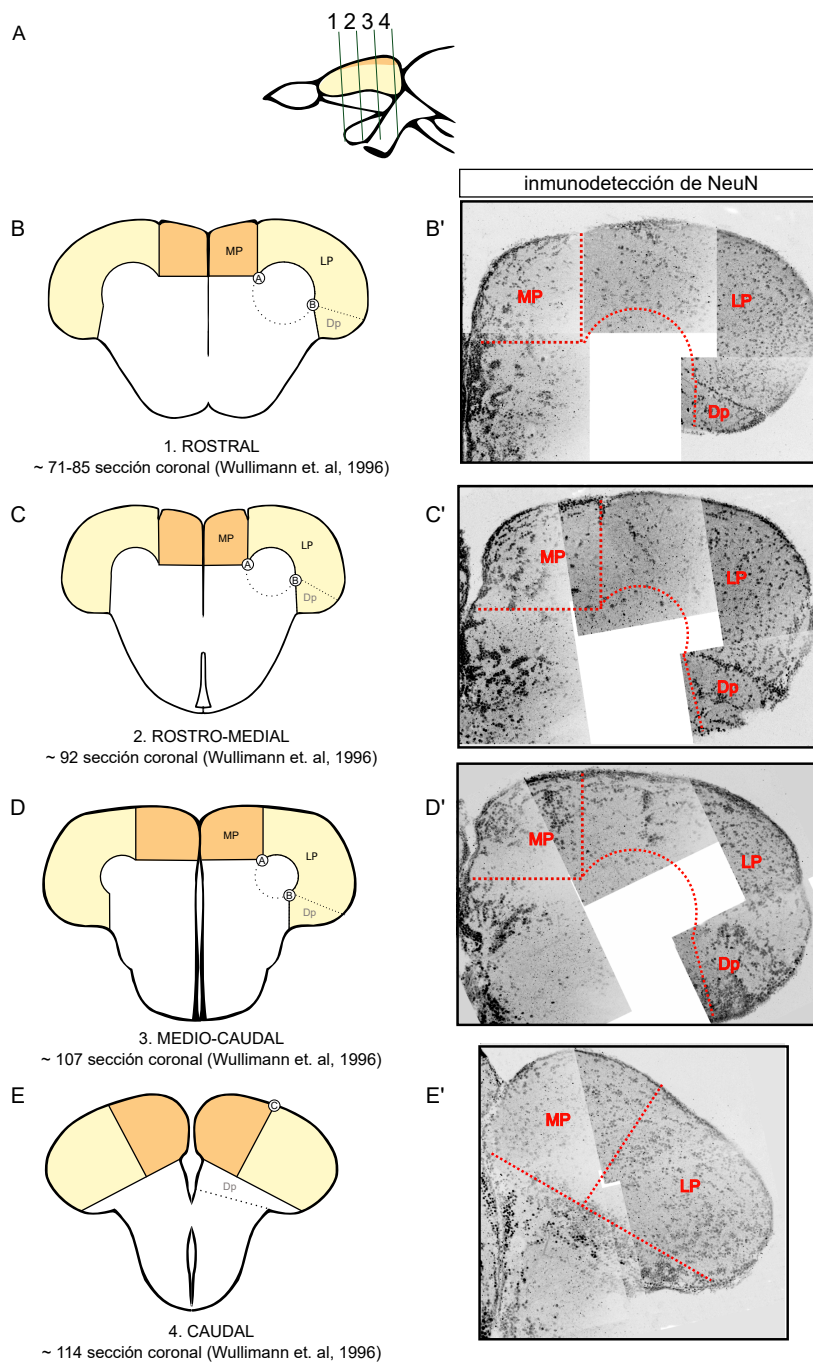 A
1 2 3 4
inmunodetección de NeuN
B
MP
LP
A
B
Dp
1. ROSTRAL
~ 71-85 sección coronal (Wullimann et. al, 1996)
B'
MP
LP
Dp
C
MP
LP
A
B
Dp
2. ROSTRO-MEDIAL
~ 92 sección coronal (Wullimann et. al, 1996)
C'
MP
LP
Dp
D
MP
LP
A
B
Dp
3. MEDIO-CAUDAL
~ 107 sección coronal (Wullimann et. al, 1996)
D'
MP
LP
Dp
E
C
Dp
4. CAUDAL
~ 114 sección coronal (Wullimann et. al, 1996)
E'
MP
LP